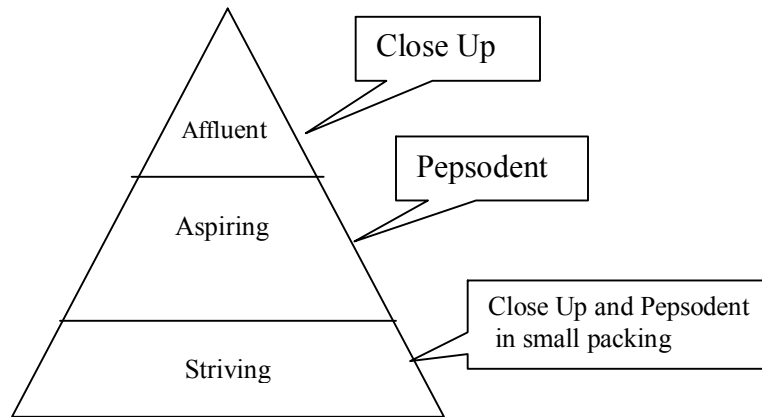 Close Up
Affluent
Pepsodent
Aspiring
Close Up and Pepsodent
in small packing
Striving